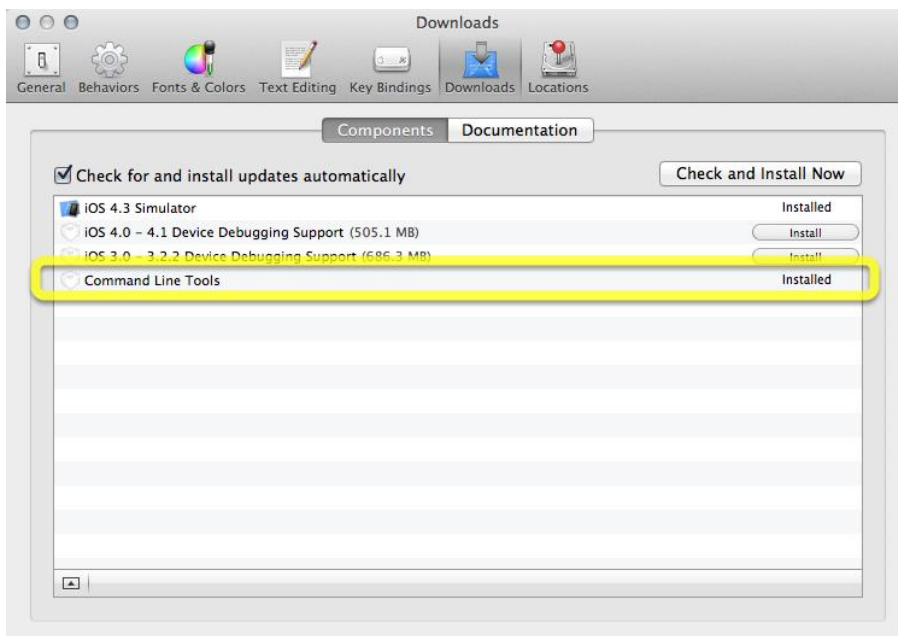 Downloads
General Behaviors Fonts & Colors Text Editing Key Bindings Downloads Locations
Components Documentation
Check for and install updates automatically Check and Install Now
iOS 4.3 Simulator Installed
iOS 4.0 - 4.1 Device Debugging Support (505.1 MB) Install
iOS 3.0 - 3.2.2 Device Debugging Support (686.3 MB) Install
Command Line Tools Installed